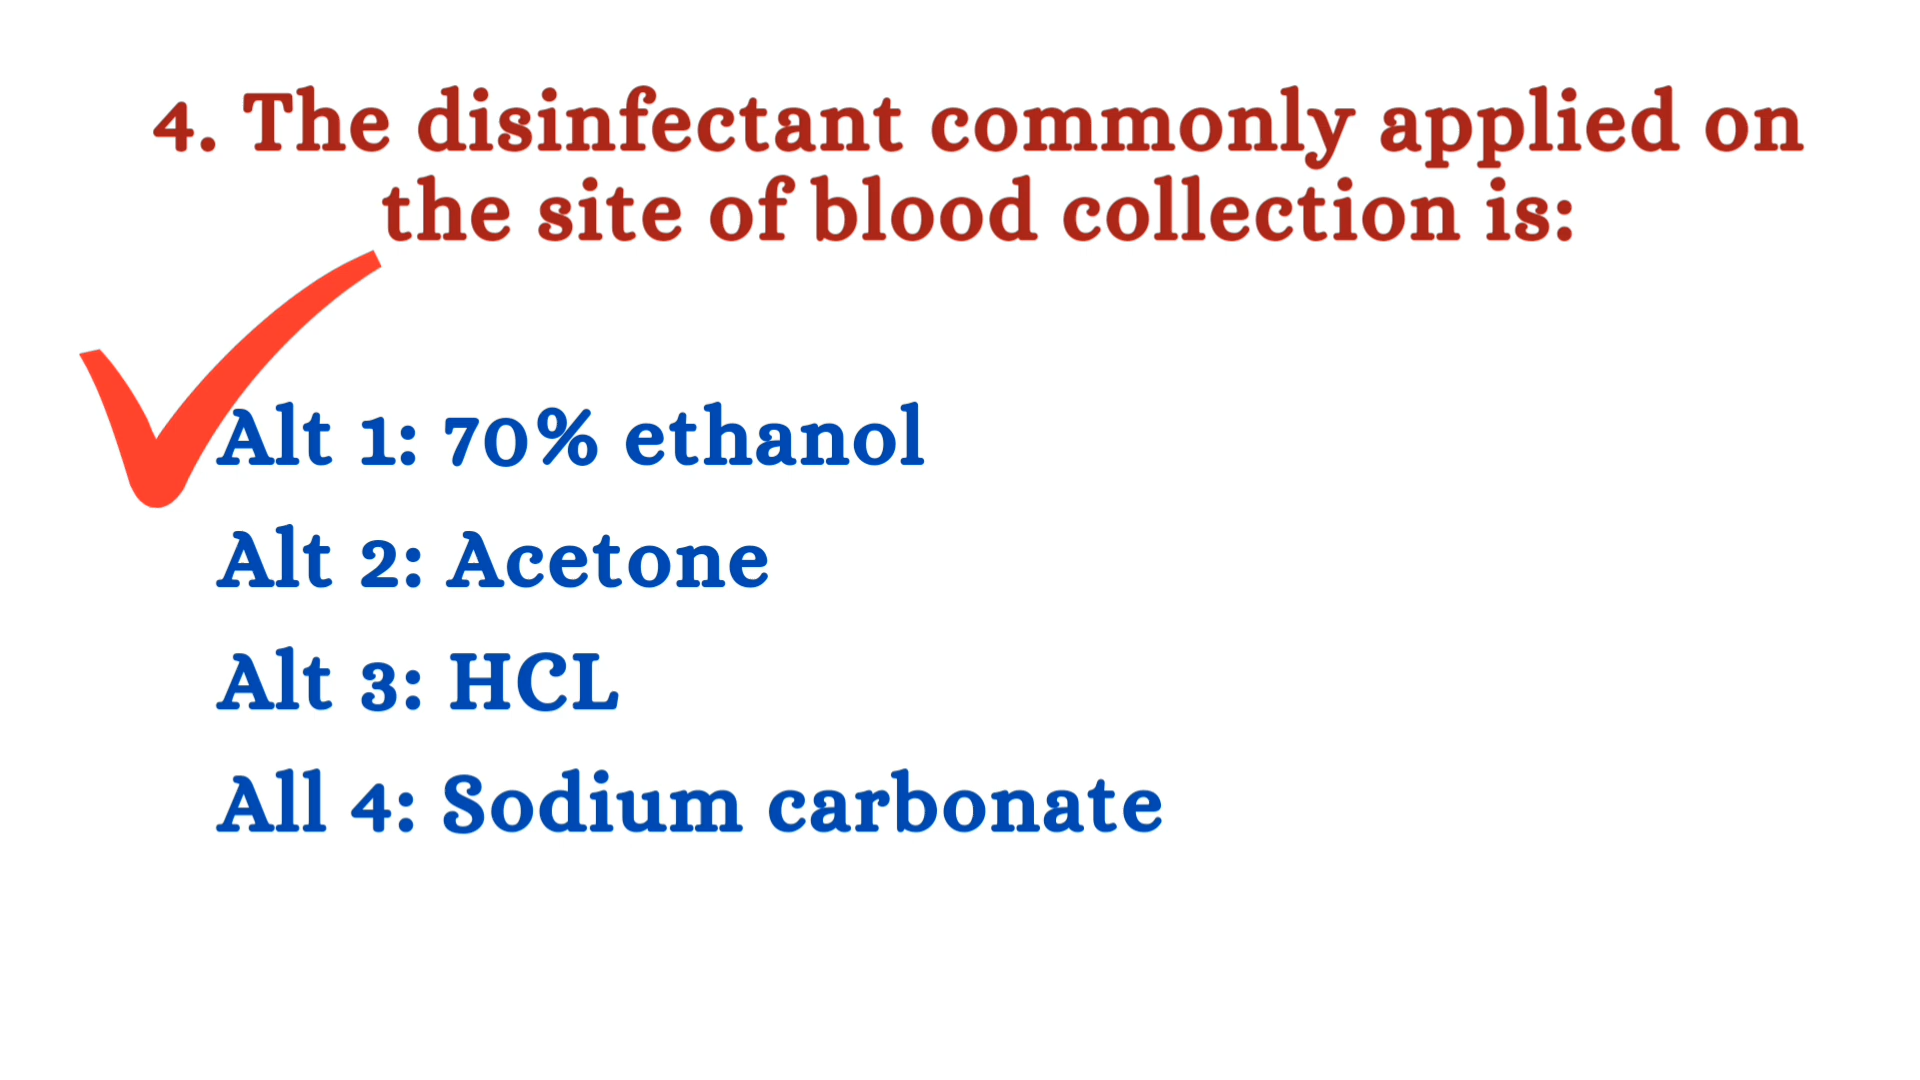 4. The disinfectant commonly applied on
the site of blood collection is:
Alt 1: 70% ethanol
Alt 2: Acetone
Alt 3: HCL
All 4: Sodium carbonate